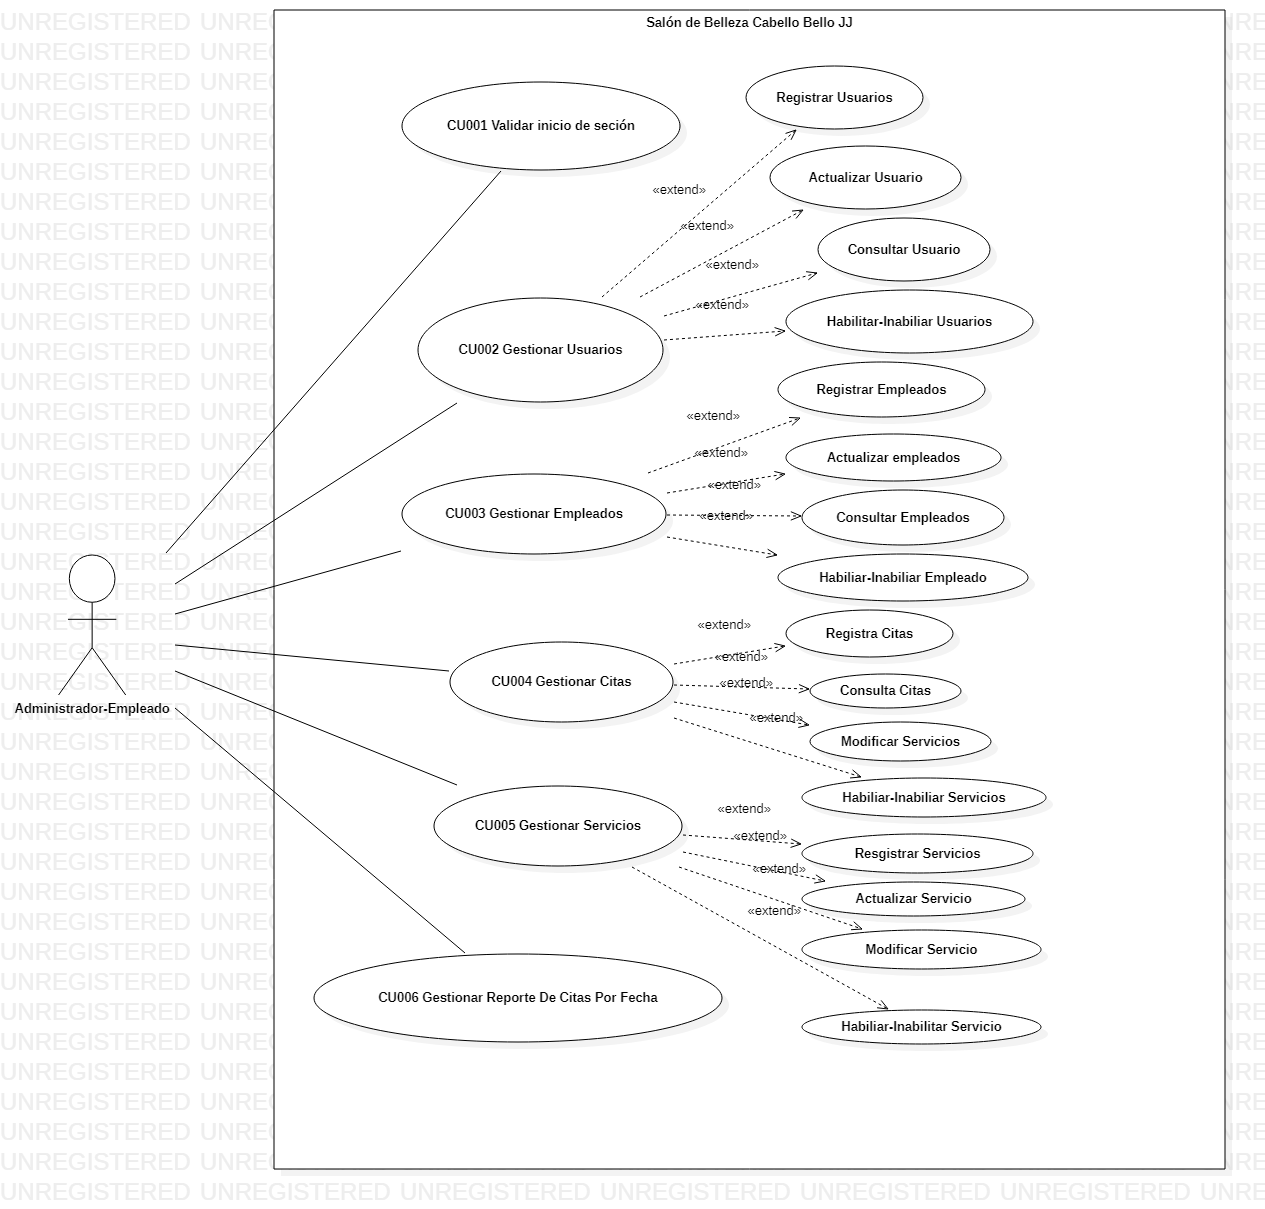 Salón de Belleza Cabello Bello JJ
Registrar Usuarios
CU001 Validar inicio de seción
Actualizar Usuario
«extend»
«extend»
Consultar Usuario
«extend»
«extend»
Habilitar-Inabiliar Usuarios
CU002 Gestionar Usuarios
Registrar Empleados
«extend»
«extend»
Actualizar empleados
«extend»
CU003 Gestionar Empleados
«extend»
Consultar Empleados
Habiliar-Inabiliar Empleado
«extend»
Registra Citas
«extend»
CU004 Gestionar Citas
«extend»
Consulta Citas
Administrador-Empleado
«extend»
Modificar Servicios
Habiliar-Inabiliar Servicios
«extend»
CU005 Gestionar Servicios
«extend»
Resgistrar Servicios
«extend»
Actualizar Servicio
«extend»
Modificar Servicio
CU006 Gestionar Reporte De Citas Por Fecha
Habiliar-Inabilitar Servicio
UNREGISTERED UNREGISTERED UNREGISTERED UNREGISTERED UNREGISTERED UNREGISTERED UNRE